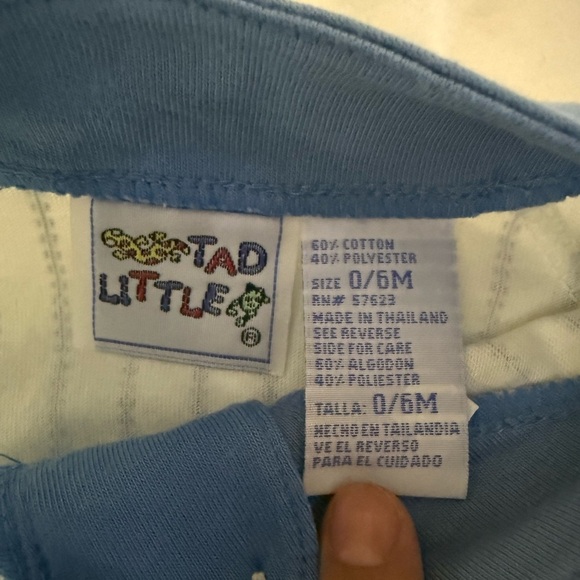 TAD
LITTLE
®
60% COTTON
40% POLYESTER
SIZE 0/6M
RN# 57623
MADE IN THAILAND
SEE REVERSE
SIDE FOR CARE
60% ALGODON
40% POLIESTER
TALLA: 0/6M
HECHO EN TAILANDIA
VE EL REVERSO
PARA EL CUIDADO